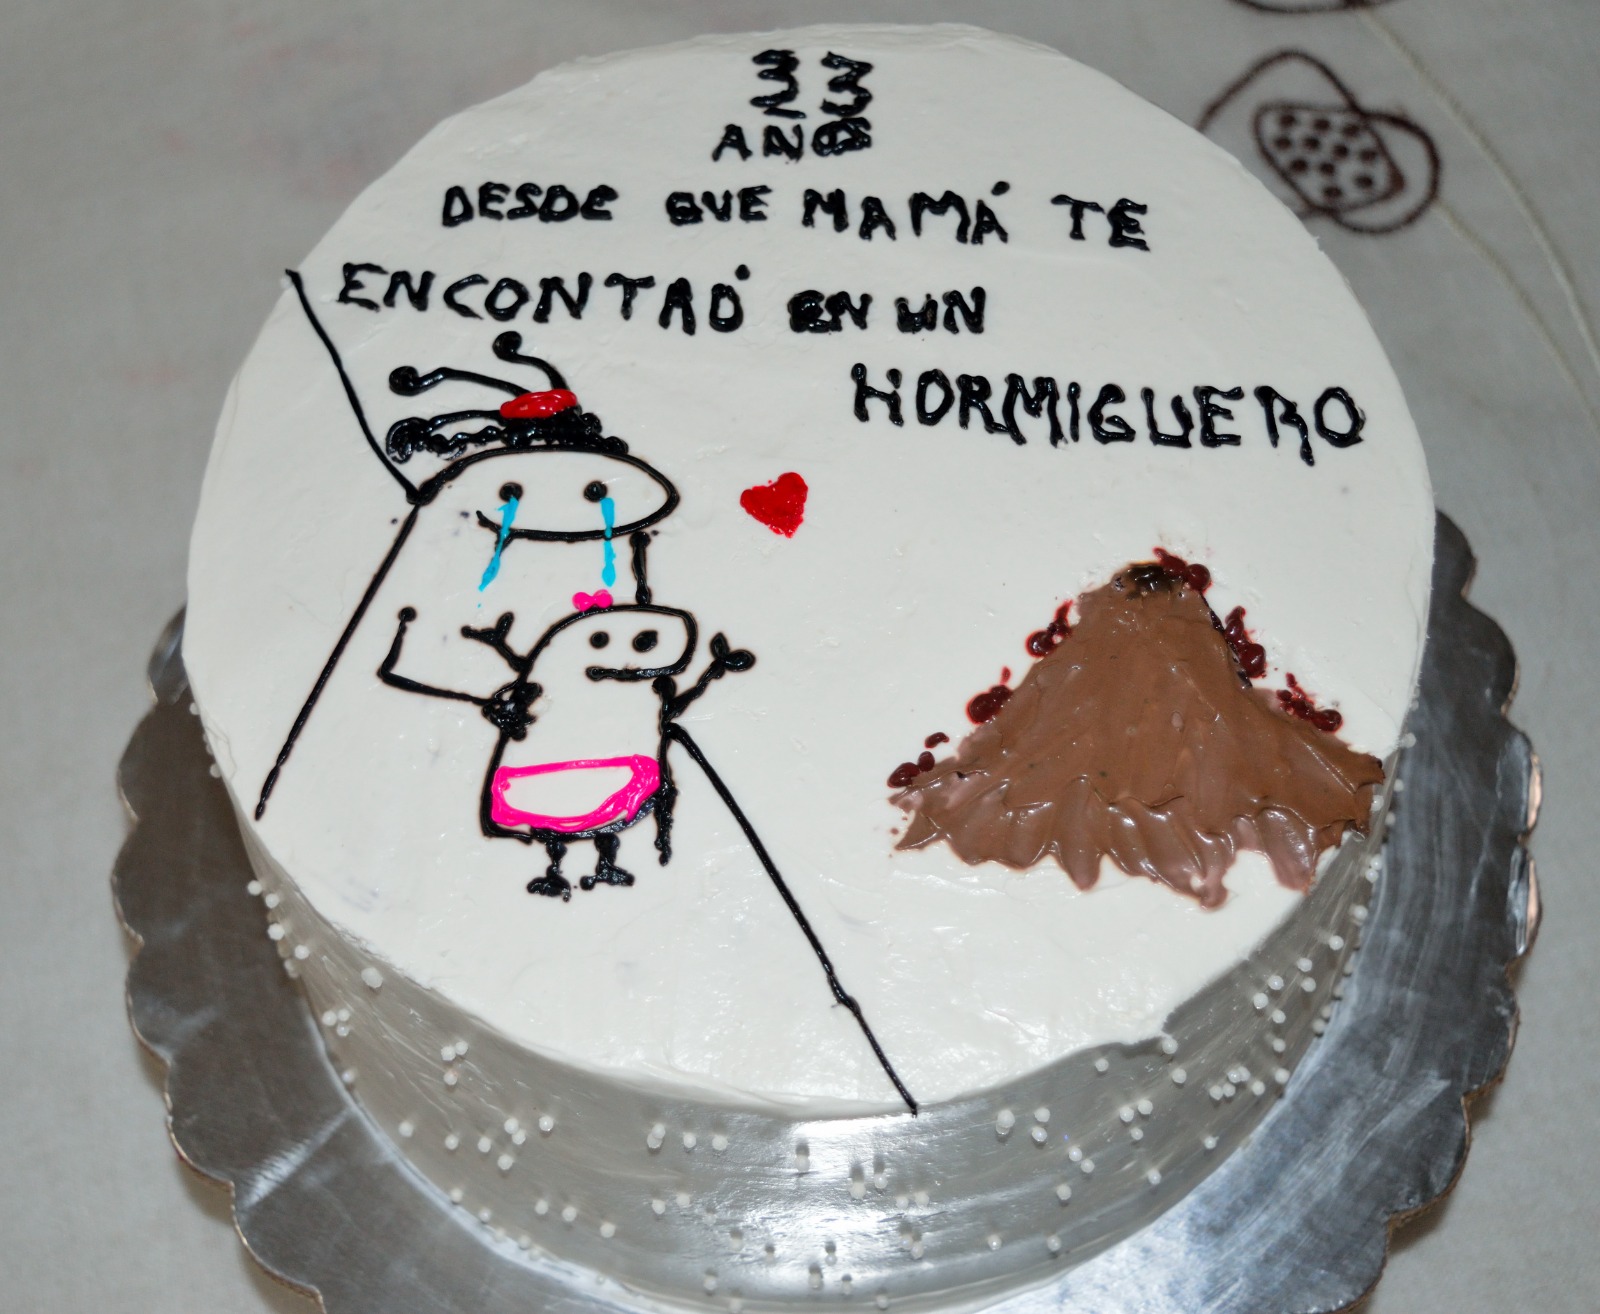 33
AÑOS
DESDE QUE MAMÁ TE
ENCONTRÓ EN UN
HORMIGUERO